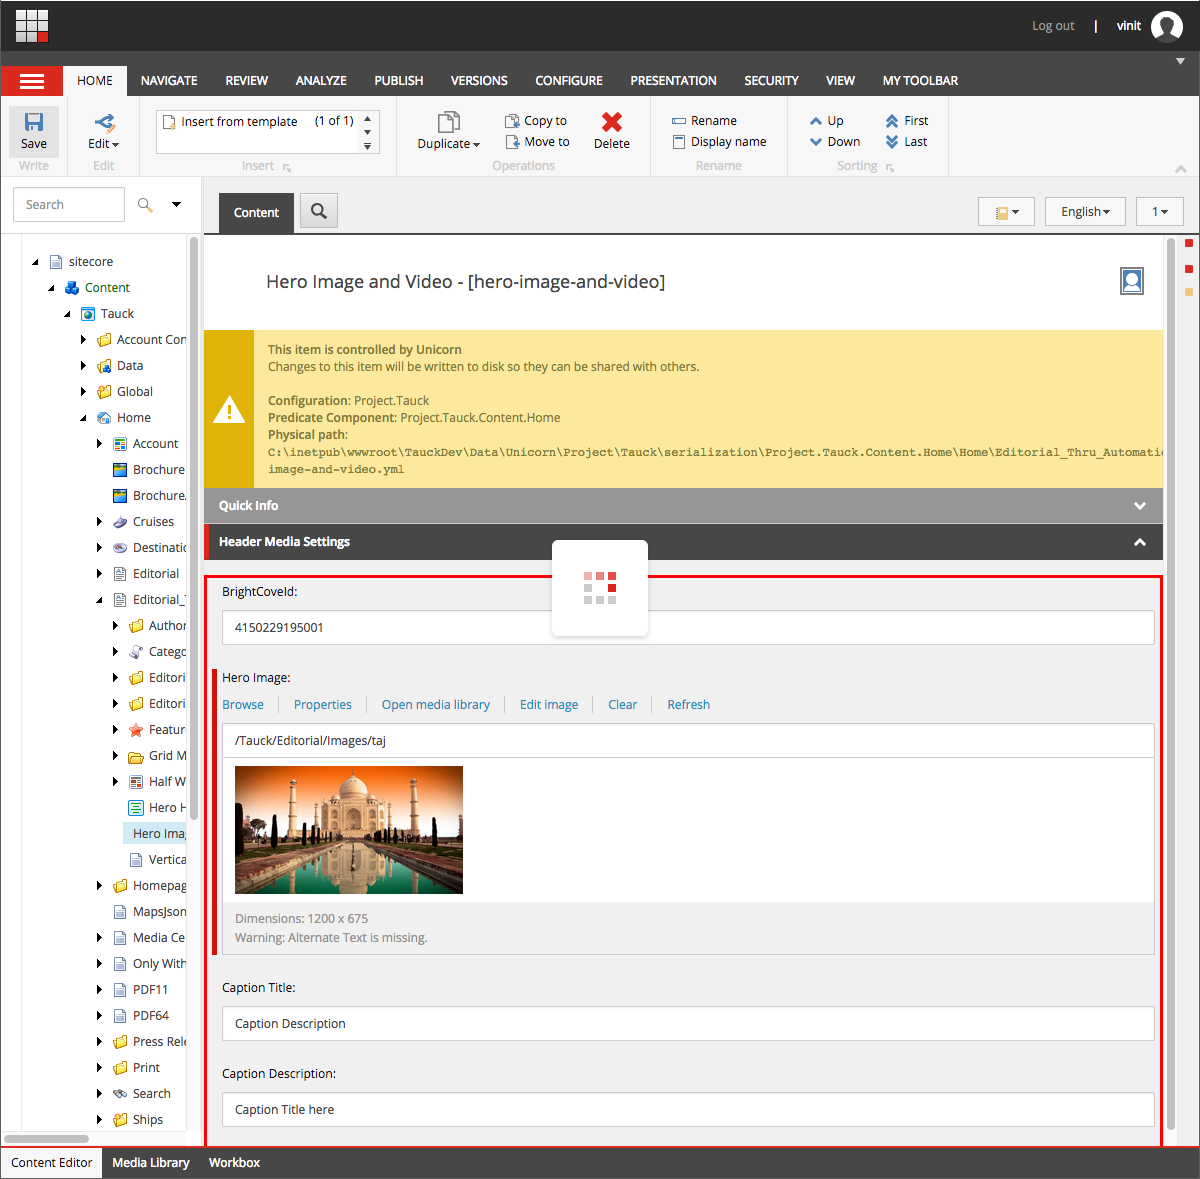 Log out | vinit
HOME NAVIGATE REVIEW ANALYZE PUBLISH VERSIONS CONFIGURE PRESENTATION SECURITY VIEW MY TOOLBAR
Save
Write
Edit
Edit
Insert from template (1 of 1)
Insert
Duplicate
Copy to
Move to
Delete
Operations
Rename
Display name
Rename
Up
Down
First
Last
Sorting
Search
Content
English
1
sitecore
Content
Tauck
Account Con
Data
Global
Home
Account
Brochure
Brochure.
Cruises
Destinatic
Editorial
Editorial_
Author
Catego
Editori
Editori
Featur
Grid M
Half W
Hero H
Hero Ima
Vertica
Homepag
MapsJson
Media Ce
Only With
PDF11
PDF64
Press Rele
Print
Search
Ships
Hero Image and Video - [hero-image-and-video]
This item is controlled by Unicorn
Changes to this item will be written to disk so they can be shared with others.
Configuration: Project.Tauck
Predicate Component: Project.Tauck.Content.Home
Physical path:
C:\inetpub\wwwroot\TauckDev\Data\Unicorn\Project\Tauck\serialization\Project.Tauck.Content.Home\Home\Editorial_Thru_Automatic
image-and-video.yml
Quick Info
Header Media Settings
BrightCoveId:
4150229195001
Hero Image:
Browse Properties Open media library Edit image Clear Refresh
/Tauck/Editorial/Images/taj
Dimensions: 1200 x 675
Warning: Alternate Text is missing.
Caption Title:
Caption Description
Caption Description:
Caption Title here
Content Editor Media Library Workbox